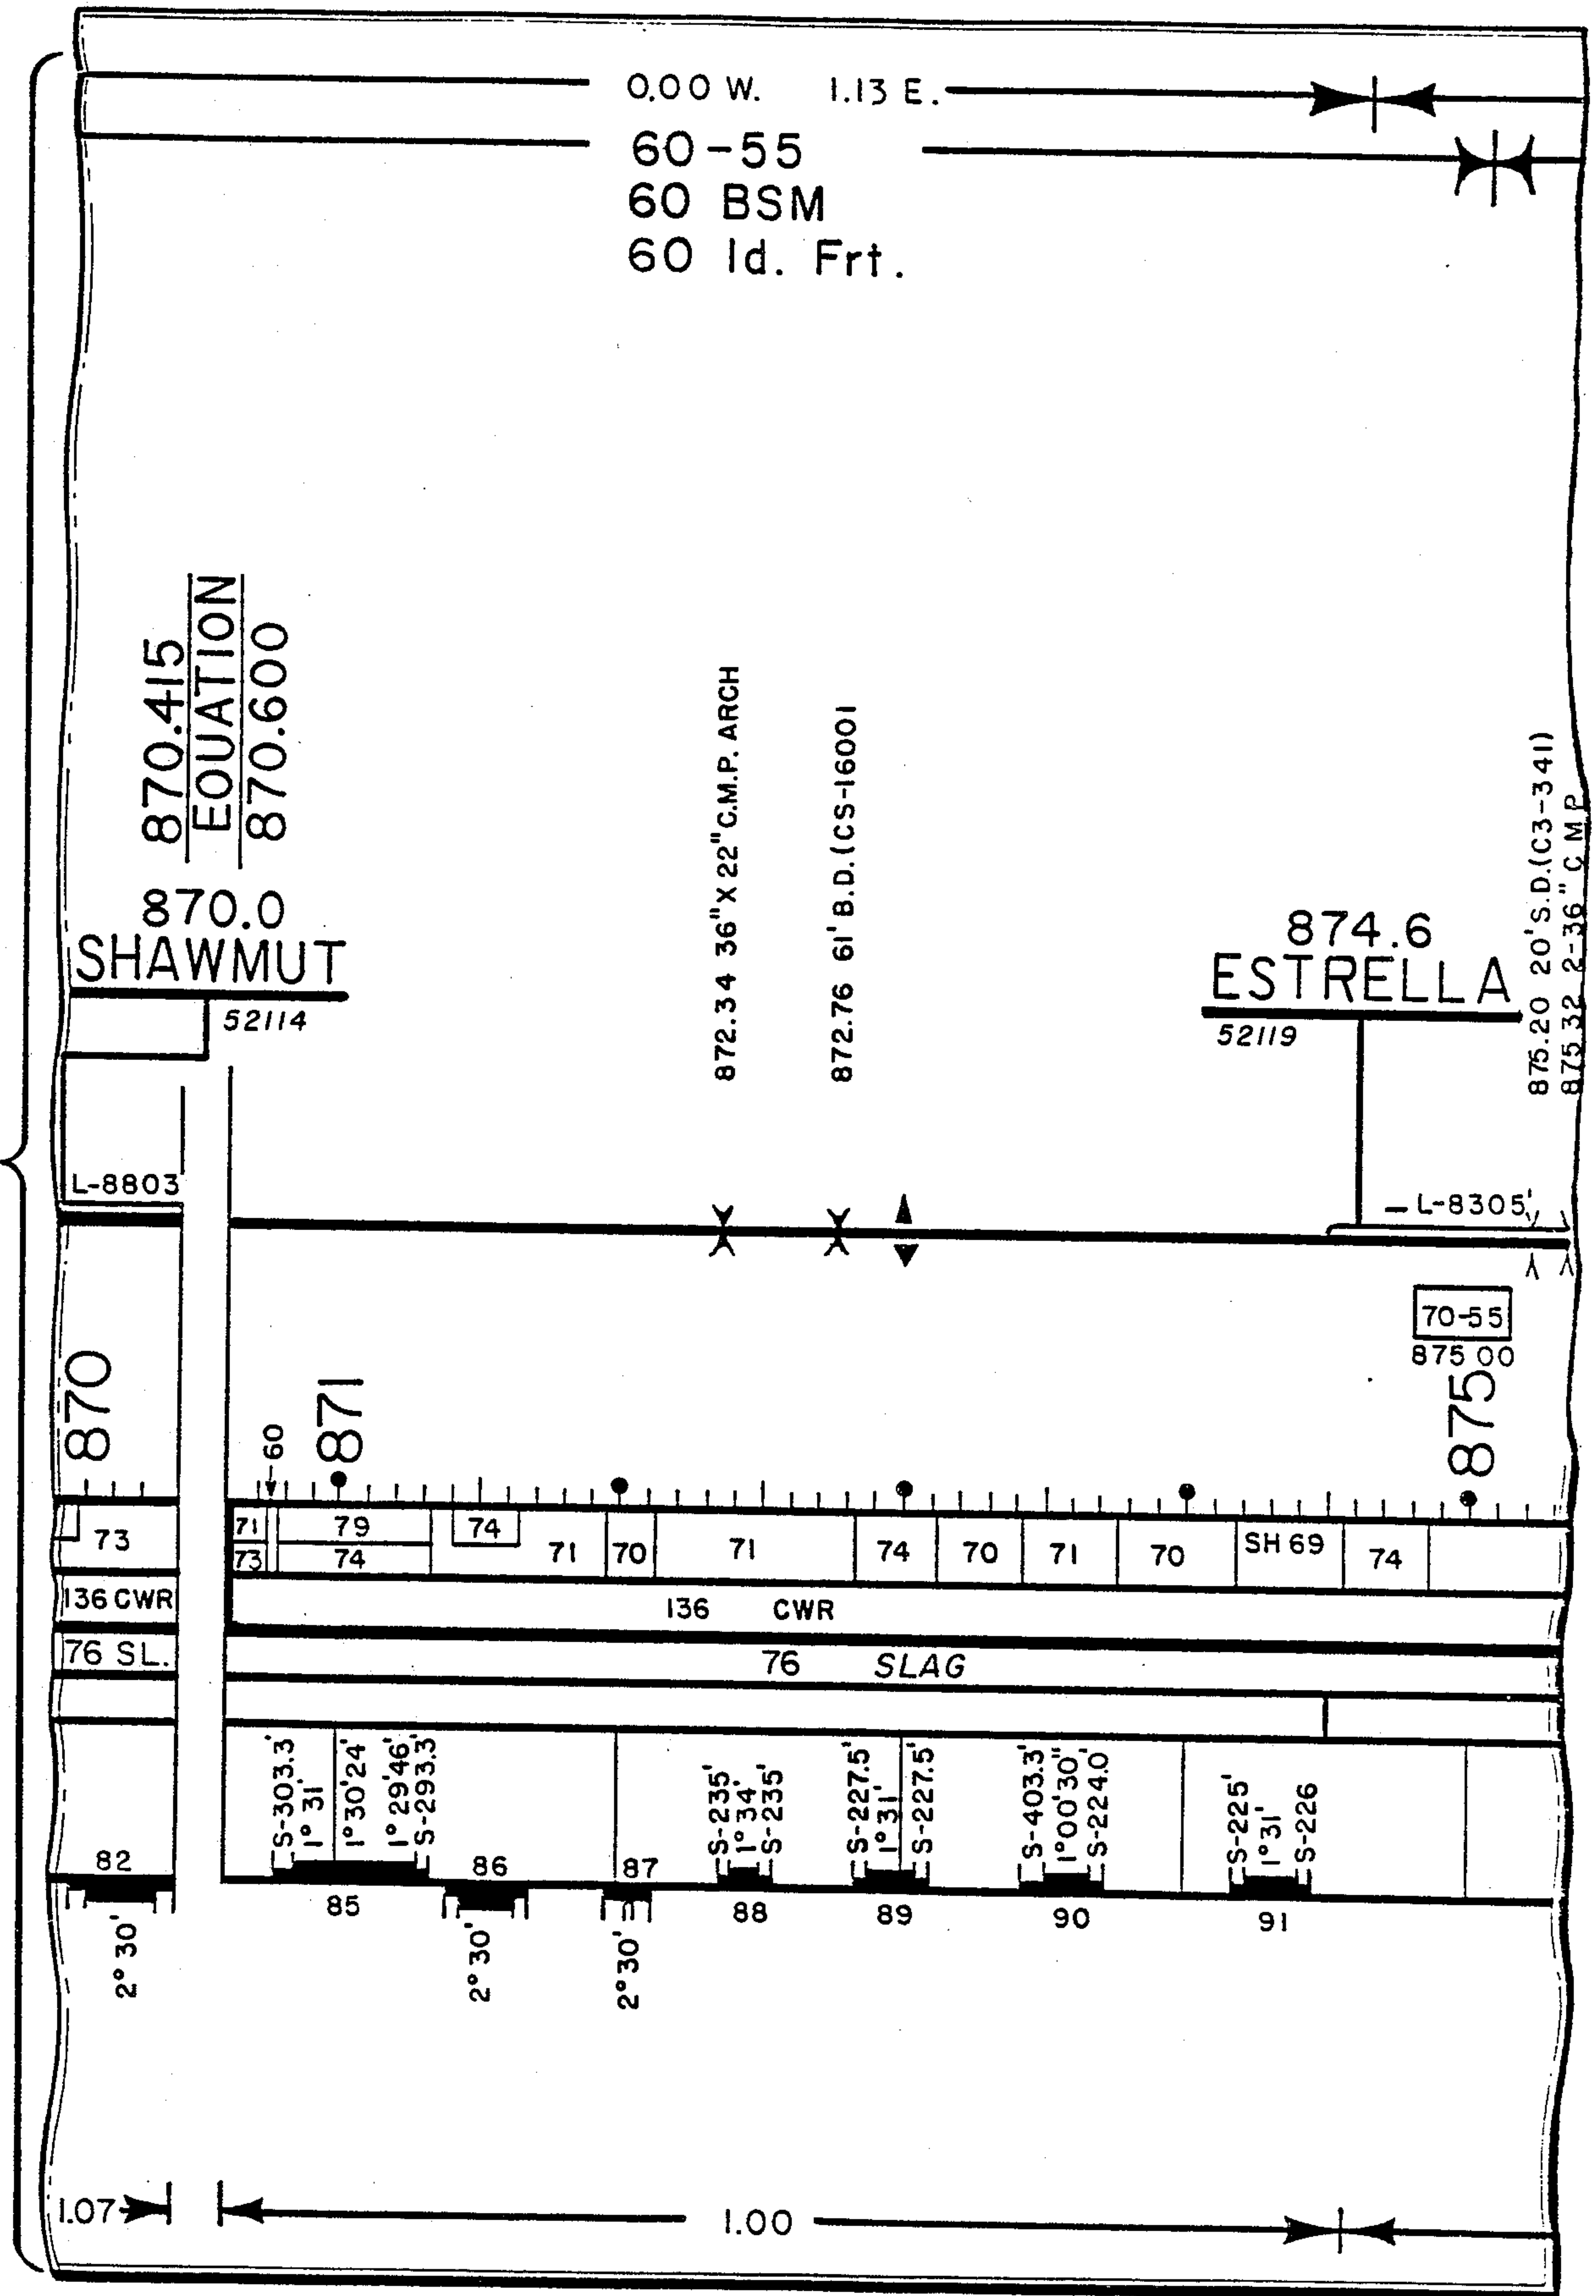 0.00 W. 1.13 E.
60-55
60 BSM
60 Id. Frt.
870.415
EQUATION
870.600
870.0
SHAWMUT
52114
872.34 36" X 22" C.M.P. ARCH
872.76 61' B.D. (CS-1600)
874.6
ESTRELLA
52119
875.20 20' S.D. (C3-341)
875.32 2-36" C M P
L-8803
L-8305'
70-55
875 00
870
60
871
875
73
71
73
79
74
74
71
70
71
74
70
71
70
SH 69
74
136 CWR
136 CWR
76 SL.
76 SLAG
S-303.3'
1° 31'
1° 30' 24'
1° 29' 46'
S-293.3'
S-235'
1° 34'
S-235'
S-227.5'
1° 31'
S-227.5'
S-403.3'
1° 00' 30"
S-224.0'
S-225'
1° 31'
S-226
82
86
87
85
88
89
90
91
2° 30'
2° 30'
2° 30'
1.07
1.00